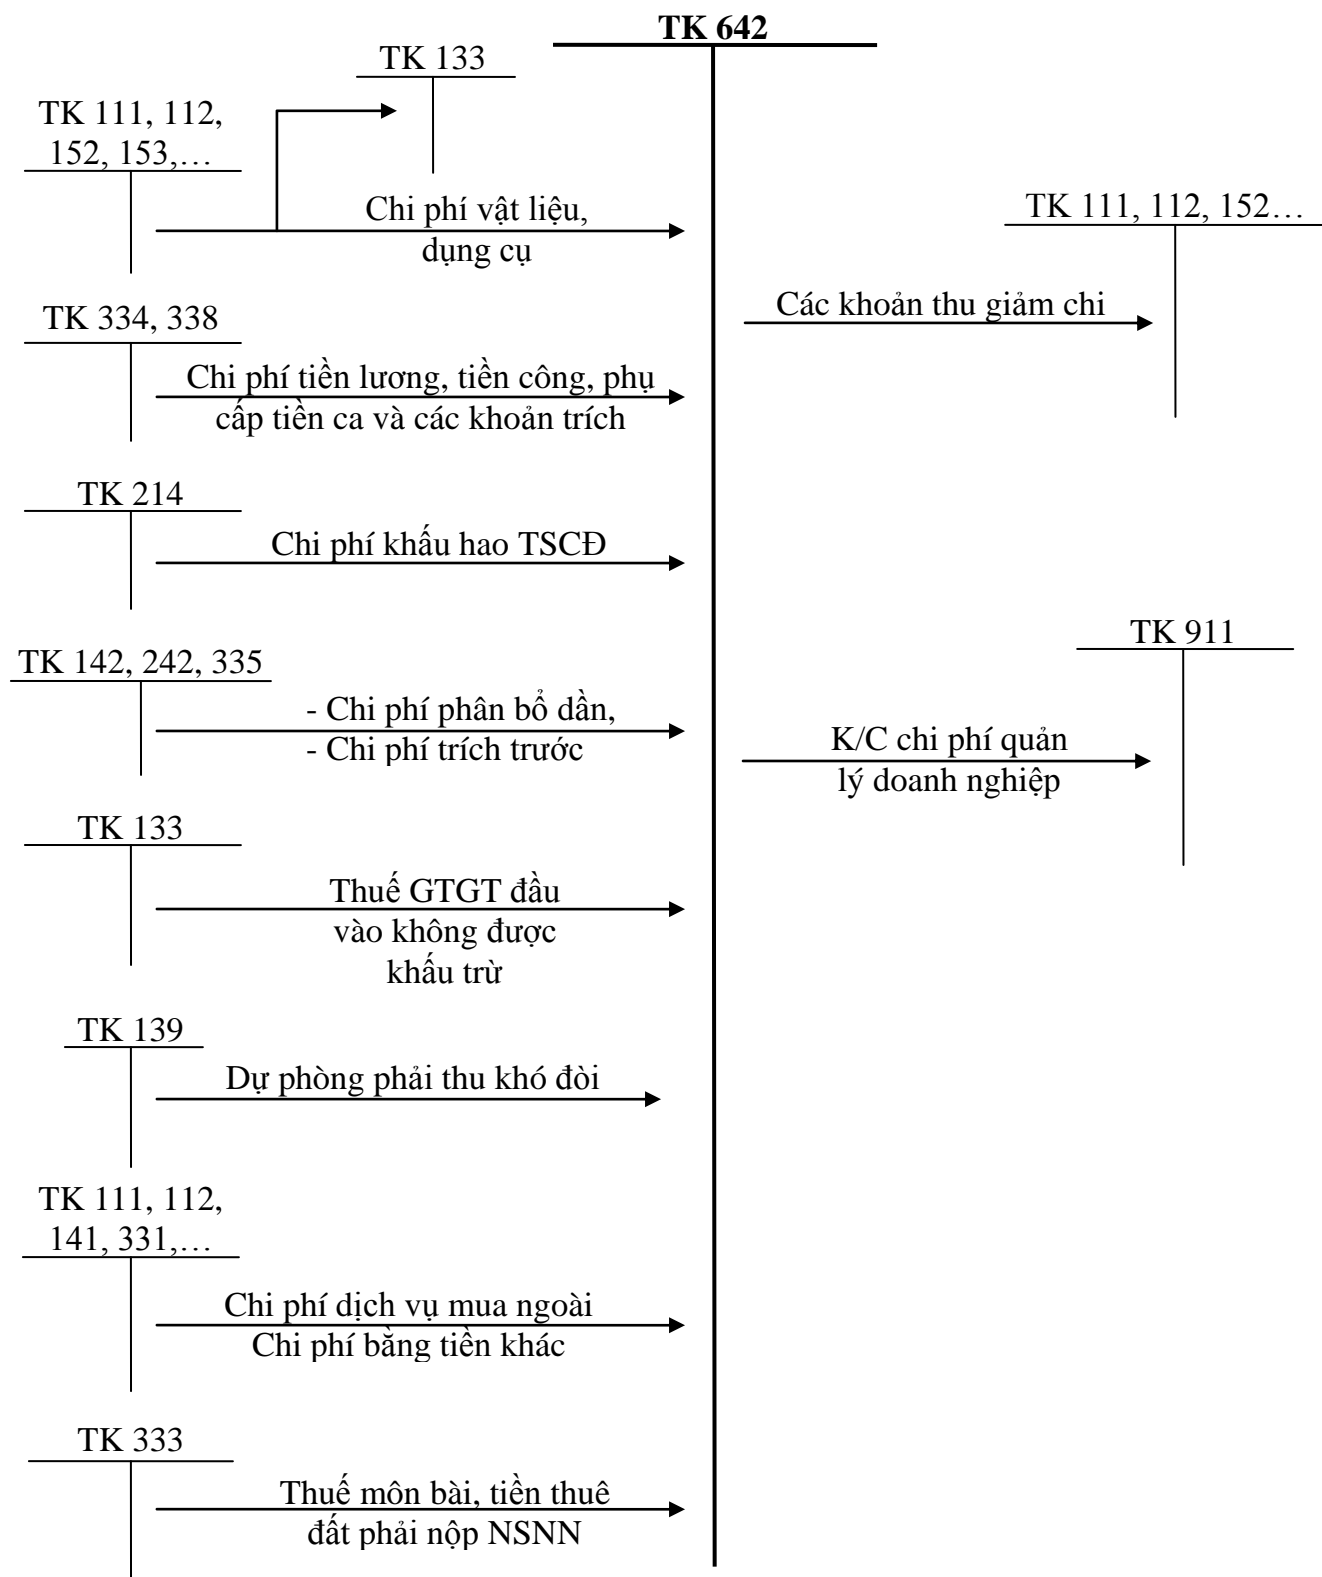 TK 642
TK 133
TK 111, 112,
152, 153,…
Chi phí vật liệu,
dụng cụ
TK 111, 112, 152…
Các khoản thu giảm chi
TK 334, 338
Chi phí tiền lương, tiền công, phụ
cấp tiền ca và các khoản trích
TK 214
Chi phí khấu hao TSCĐ
TK 911
TK 142, 242, 335
- Chi phí phân bổ dần,
- Chi phí trích trước
K/C chi phí quản
lý doanh nghiệp
TK 133
Thuế GTGT đầu
vào không được
khấu trừ
TK 139
Dự phòng phải thu khó đòi
TK 111, 112,
141, 331,…
Chi phí dịch vụ mua ngoài
Chi phí bằng tiền khác
TK 333
Thuế môn bài, tiền thuê
đất phải nộp NSNN